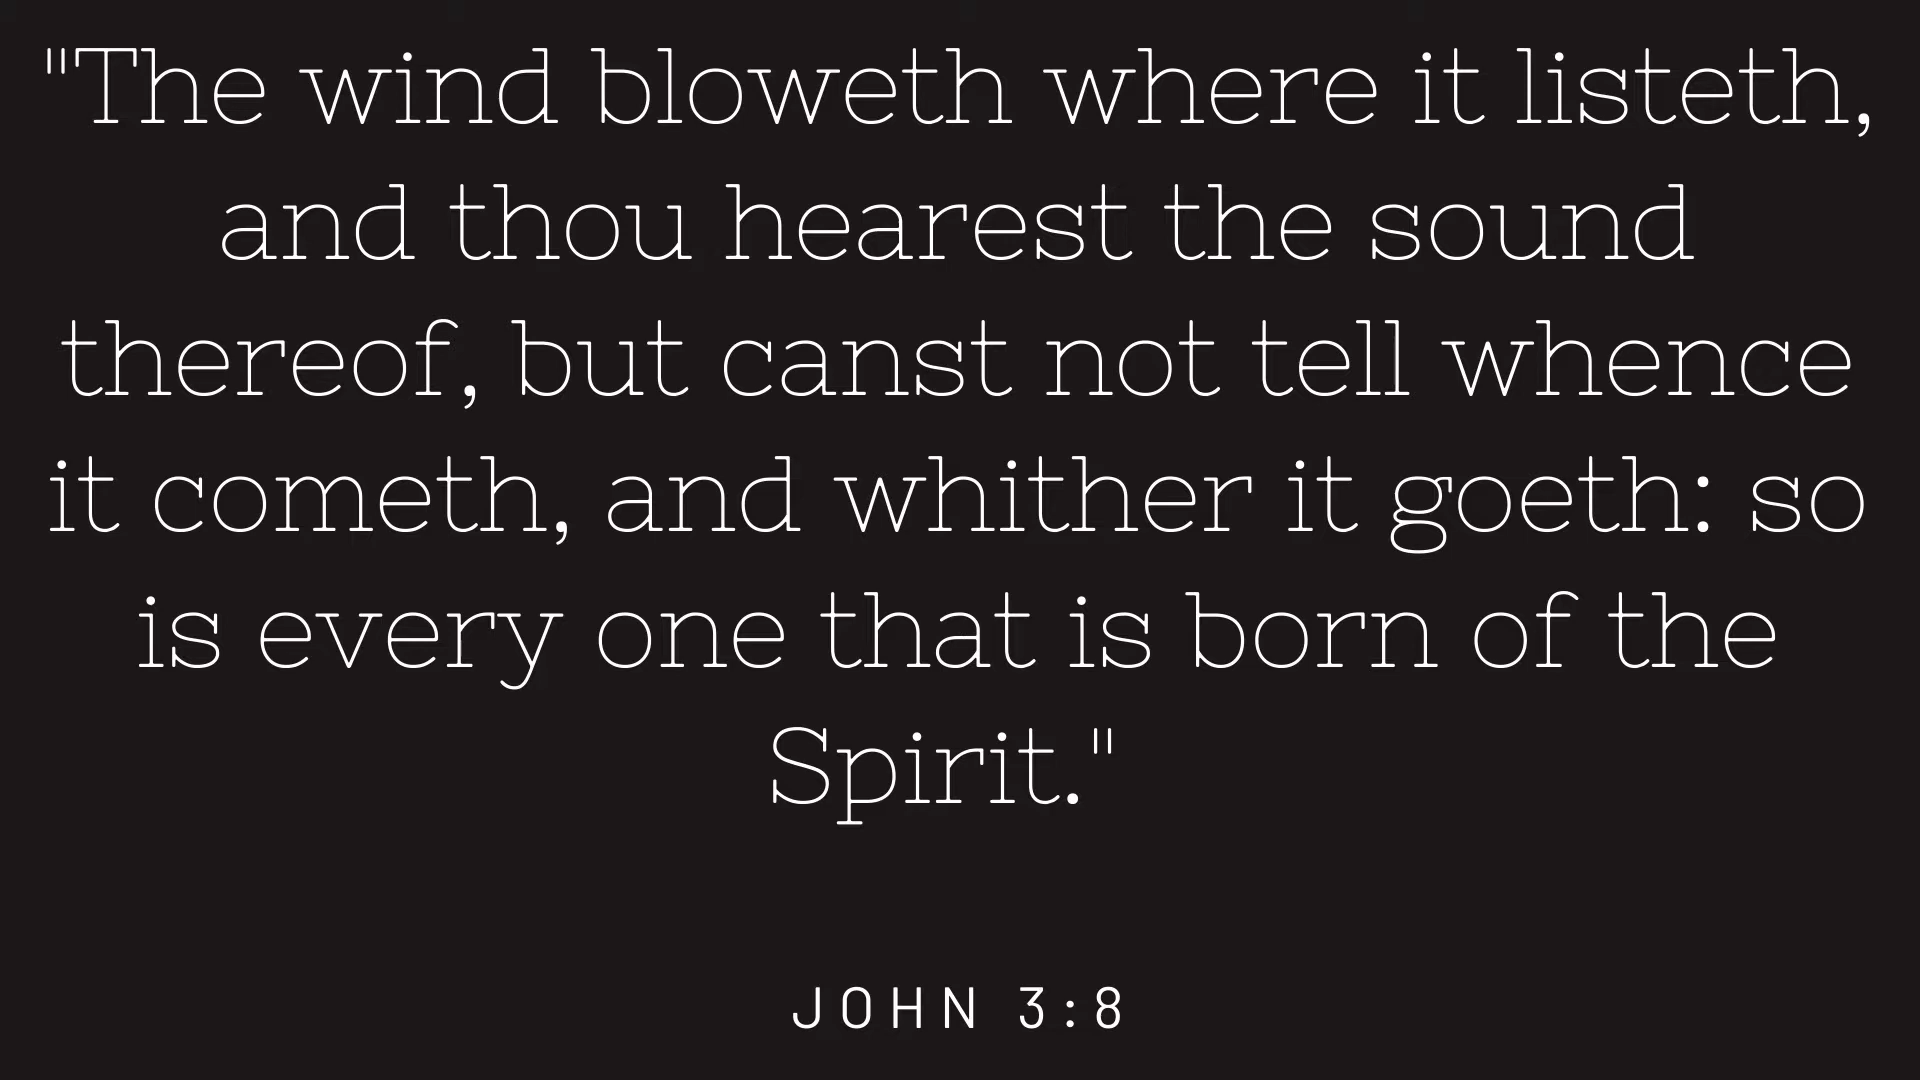 "The wind bloweth where it listeth,
and thou hearest the sound
thereof, but canst not tell whence
it cometh, and whither it goeth: so
is every one that is born of the
Spirit."
JOHN 3:8